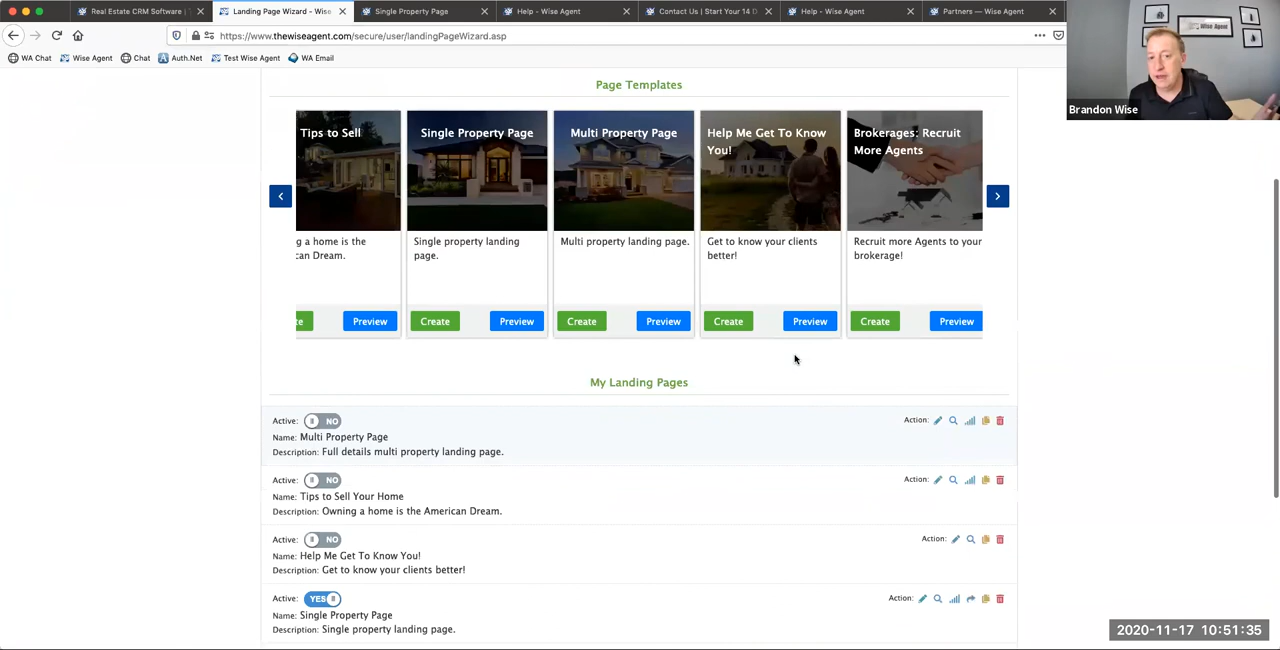 Real Estate CRM Software | T
Landing Page Wizard - Wise
Single Property Page
Help - Wise Agent
Contact Us | Start Your 14 D
Help - Wise Agent
Partners — Wise Agent
https://www.thewiseagent.com/secure/user/landingPageWizard.asp
WA Chat
Wise Agent
Chat
Auth.Net
Test Wise Agent
WA Email
Wise Agent
Brandon Wise
Page Templates
Tips to Sell
Single Property Page
Multi Property Page
Help Me Get To Know
You!
Brokerages: Recruit
More Agents
g a home is the
can Dream.
Single property landing
page.
Multi property landing page.
Get to know your clients
better!
Recruit more Agents to your
brokerage!
te
Preview
Create
Preview
Create
Preview
Create
Preview
Create
Preview
My Landing Pages
Active: NO
Action:
Name: Multi Property Page
Description: Full details multi property landing page.
Active: NO
Action:
Name: Tips to Sell Your Home
Description: Owning a home is the American Dream.
Active: NO
Action:
Name: Help Me Get To Know You!
Description: Get to know your clients better!
Active: YES
Action:
Name: Single Property Page
Description: Single property landing page.
2020-11-17 10:51:35